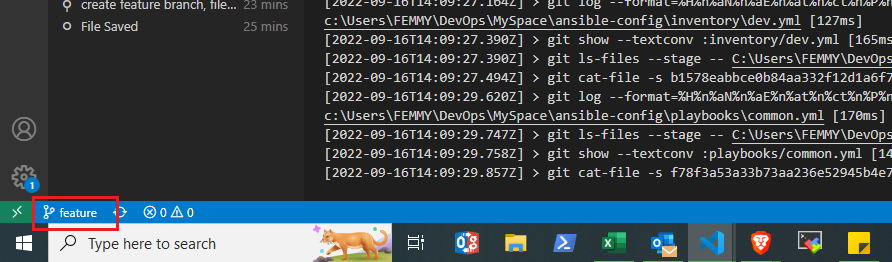 create feature branch, file... 23 mins
File Saved 25 mins
[2022-09-16T14:09:27.164Z] > git log --format=%H%n%aN%n%aE%n%at%n%ct%n%P%n
c:\Users\FEMMY\DevOps\MySpace\ansible-config\inventory\dev.yml [127ms]
[2022-09-16T14:09:27.390Z] > git show --textconv :inventory/dev.yml [165ms
[2022-09-16T14:09:27.390Z] > git ls-files --stage -- C:\Users\FEMMY\DevOps
[2022-09-16T14:09:27.494Z] > git cat-file -s b1578eabbce0b84aa332f12d1a6f7
[2022-09-16T14:09:29.620Z] > git log --format=%H%n%aN%n%aE%n%at%n%ct%n%P%n
c:\Users\FEMMY\DevOps\MySpace\ansible-config\playbooks\common.yml [170ms]
[2022-09-16T14:09:29.747Z] > git ls-files --stage -- C:\Users\FEMMY\DevOps
[2022-09-16T14:09:29.758Z] > git show --textconv :playbooks/common.yml [14
[2022-09-16T14:09:29.857Z] > git cat-file -s f78f3a53a33b73aa236e52945b4e7
1
feature 0 0
Type here to search